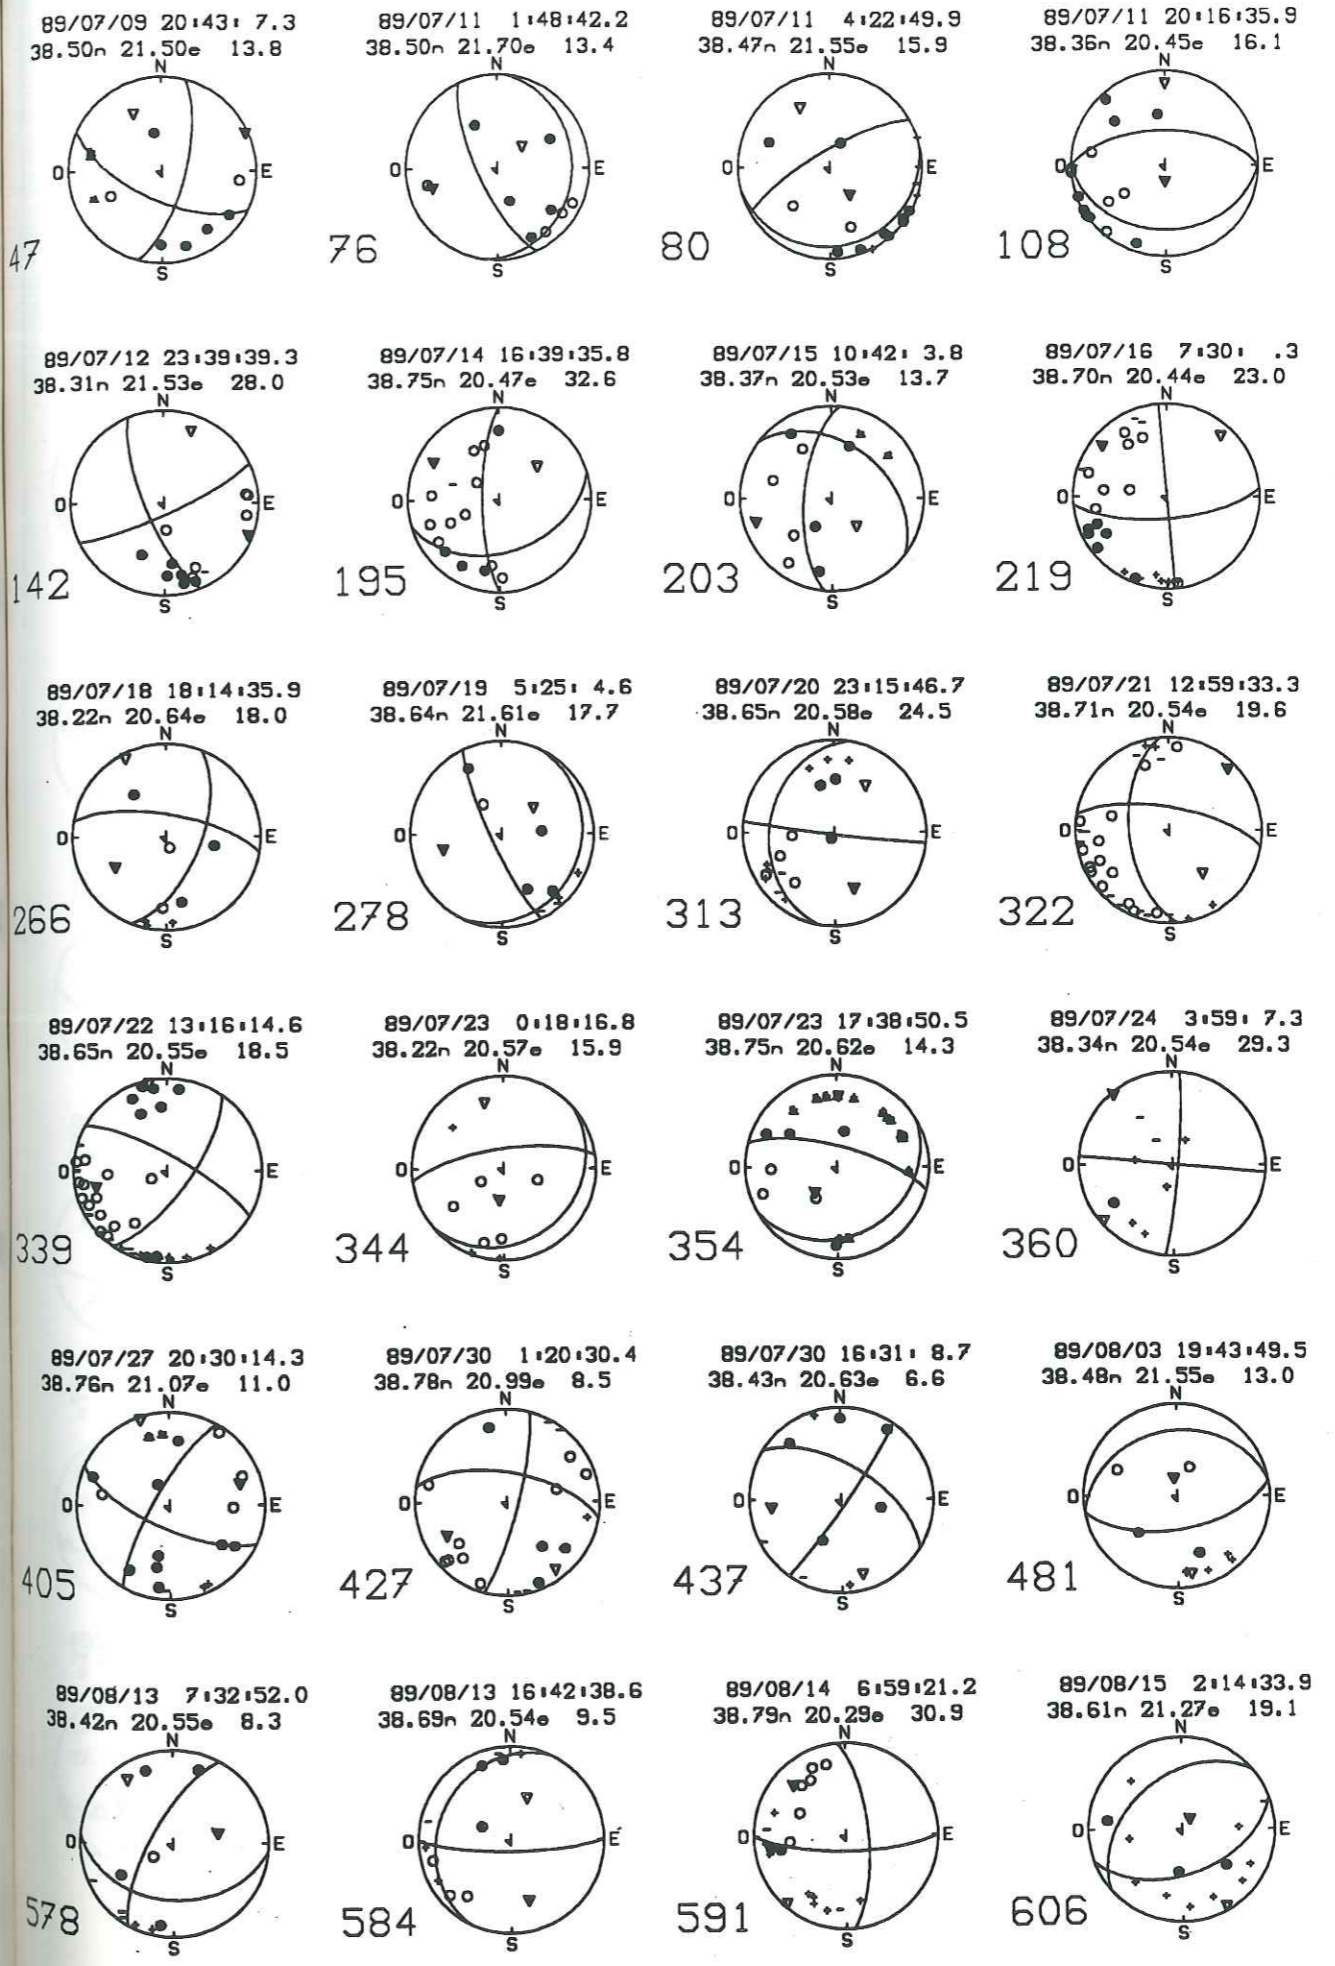 89/07/09 20:43: 7.3
38.50n 21.50e 13.8
N
O
E
S
47
89/07/11 1:48:42.2
38.50n 21.70e 13.4
N
O
E
S
76
89/07/11 4:22:49.9
38.47n 21.55e 15.9
N
O
E
S
80
89/07/11 20:16:35.9
38.36n 20.45e 16.1
N
O
E
S
108
89/07/12 23:39:39.3
38.31n 21.53e 28.0
N
O
E
S
142
89/07/14 16:39:35.8
38.75n 20.47e 32.6
N
O
E
S
195
89/07/15 10:42: 3.8
38.37n 20.53e 13.7
N
O
E
S
203
89/07/16 7:30: .3
38.70n 20.44e 23.0
N
O
E
S
219
89/07/18 18:14:35.9
38.22n 20.64e 18.0
N
O
E
S
266
89/07/19 5:25: 4.6
38.64n 21.61e 17.7
N
O
E
S
278
89/07/20 23:15:46.7
38.65n 20.58e 24.5
N
O
E
S
313
89/07/21 12:59:33.3
38.71n 20.54e 19.6
N
O
E
S
322
89/07/22 13:16:14.6
38.65n 20.55e 18.5
N
O
E
S
339
89/07/23 0:18:16.8
38.22n 20.57e 15.9
N
O
E
S
344
89/07/23 17:38:50.5
38.75n 20.62e 14.3
N
O
E
S
354
89/07/24 3:59: 7.3
38.34n 20.54e 29.3
N
O
E
S
360
89/07/27 20:30:14.3
38.76n 21.07e 11.0
N
O
E
S
405
89/07/30 1:20:30.4
38.78n 20.99e 8.5
N
O
E
S
427
89/07/30 16:31: 8.7
38.43n 20.63e 6.6
N
O
E
S
437
89/08/03 19:43:49.5
38.48n 21.55e 13.0
N
O
E
S
481
89/08/13 7:32:52.0
38.42n 20.55e 8.3
N
O
E
S
578
89/08/13 16:42:38.6
38.69n 20.54e 9.5
N
O
E
S
584
89/08/14 6:59:21.2
38.79n 20.29e 30.9
N
O
E
S
591
89/08/15 2:14:33.9
38.61n 21.27e 19.1
N
O
E
S
606